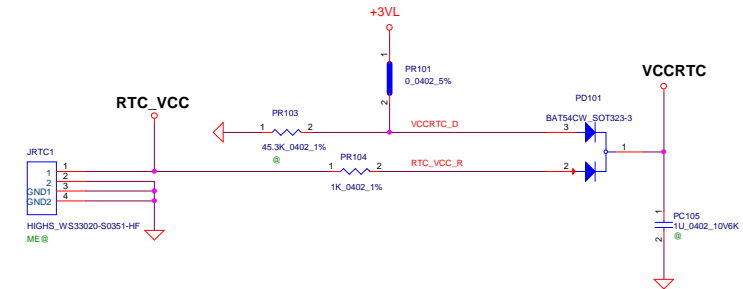 +3VL
1
PR101
0_0402_5%
2
VCCRTC
RTC_VCC
PR103
1
2
45.3K_0402_1%
@
VCCRTC_D
PD101
BAT54CW_SOT323-3
3
1
JRTC1
1
2
GND1
GND2
1
2
3
4
HIGHS_WS33020-S0351-HF
ME@
PR104
1
2
1K_0402_1%
RTC_VCC_R
2
1
PC105
1U_0402_10V6K
@
2